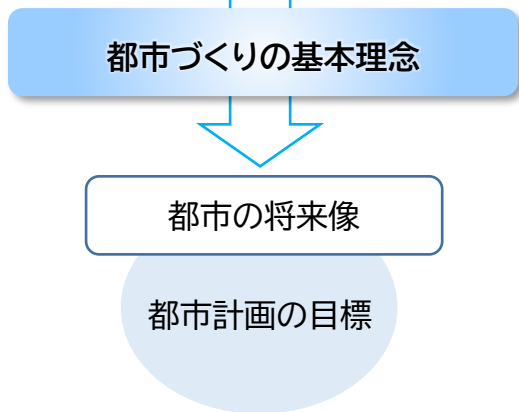 都市づくりの基本理念
都市の将来像
都市計画の目標